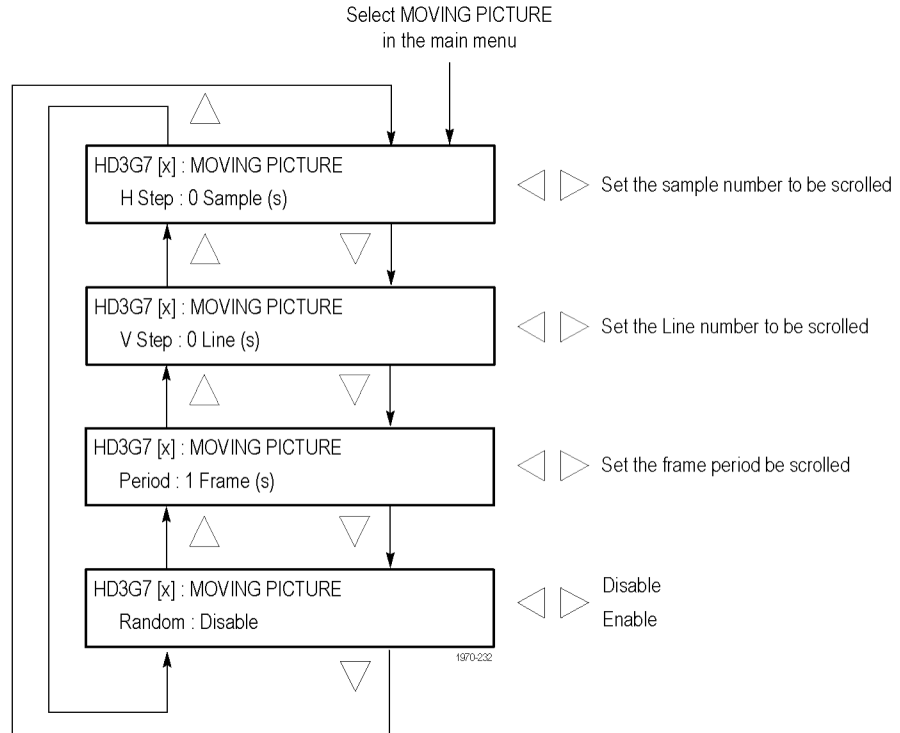 Select MOVING PICTURE
in the main menu
HD3G7 [x] : MOVING PICTURE
H Step : 0 Sample (s)
Set the sample number to be scrolled
HD3G7 [x] : MOVING PICTURE
V Step : 0 Line (s)
Set the Line number to be scrolled
HD3G7 [x] : MOVING PICTURE
Period : 1 Frame (s)
Set the frame period be scrolled
HD3G7 [x] : MOVING PICTURE
Random : Disable
Disable
Enable
1970-232